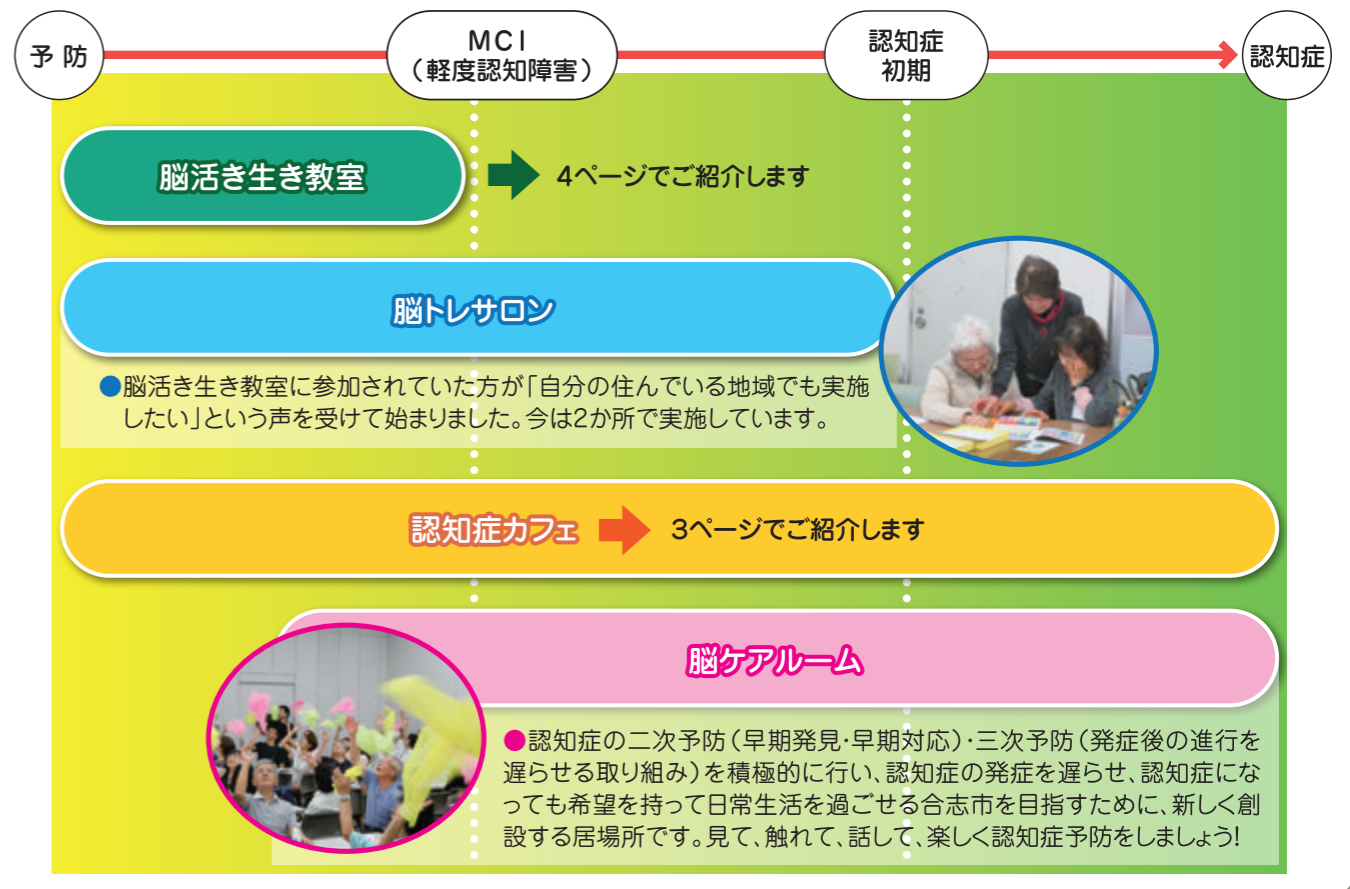 予防
MCI
（軽度認知障害）
認知症
初期
認知症
脳活き生き教室
4ページでご紹介します
脳トレサロン
●脳活き生き教室に参加されていた方が「自分の住んでいる地域でも実施
したい」という声を受けて始まりました。今は2か所で実施しています。
認知症カフェ
3ページでご紹介します
脳ケアルーム
●認知症の二次予防（早期発見・早期対応）・三次予防（発症後の進行を
遅らせる取り組み）を積極的に行い、認知症の発症を遅らせ、認知症にな
っても希望を持って日常生活を過ごせる合志市を目指すために、新しく創
設する居場所です。見て、触れて、話して、楽しく認知症予防をしましょう!